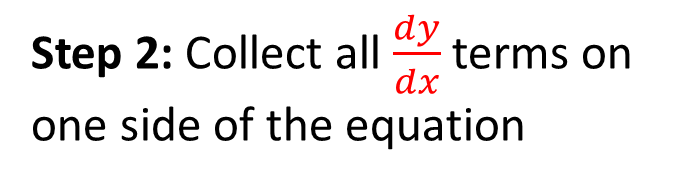 Step 2: Collect all dy/dx terms on
one side of the equation